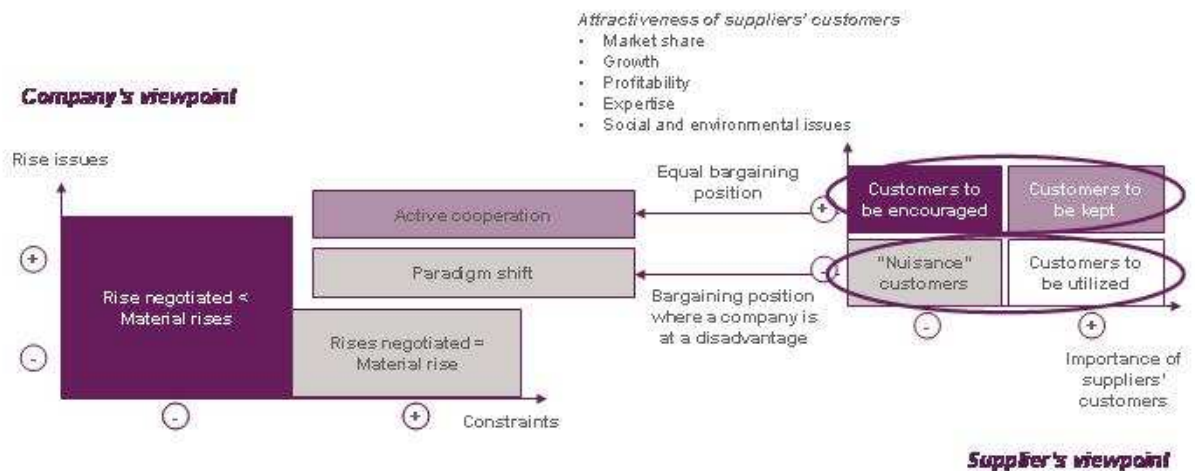 Attractiveness of suppliers' customers
• Market share
• Growth
• Profitability
• Expertise
• Social and environmental issues
Company's viewpoint
Rise issues
+
-
Rise negotiated <
Material rises
Active cooperation
Paradigm shift
Rises negotiated =
Material rise
-
+
Constraints
Equal bargaining
position
Bargaining position
where a company is
at a disadvantage
+
-
Customers to
be encouraged
Customers to
be kept
"Nuisance"
customers
Customers to
be utilized
-
+
Importance of
suppliers'
customers
Supplier's viewpoint